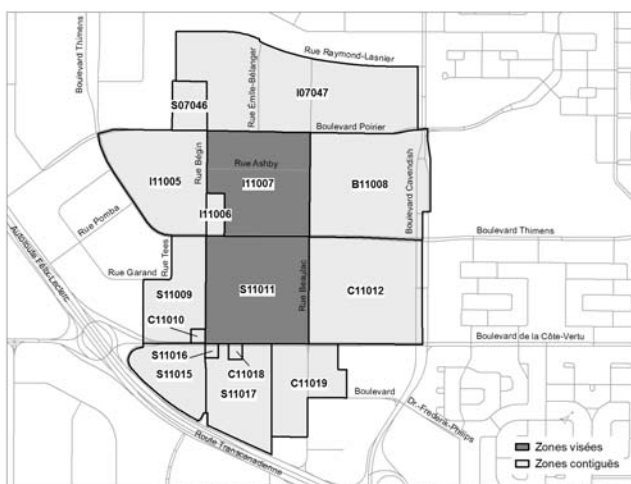 Boulevard Thimens
Rue Raymond-Lasnier
Rue Émile-Bélanger
I07047
S07046
Boulevard Poirier
Rue Bégin
Rue Ashby
I11005
I11007
B11008
Boulevard Cavendish
I11006
Rue Pomba
Autoroute Félix-Leclerc
Boulevard Thimens
Rue Tees
Rue Garand
S11009
S11011
Rue Beaulac
C11012
C11010
Boulevard de la Côte-Vertu
S11016
S11015
C11018
S11017
C11019
Boulevard
Dr.-Frederik-Philips
Route Transcanadienne
Zones visées
Zones contiguës